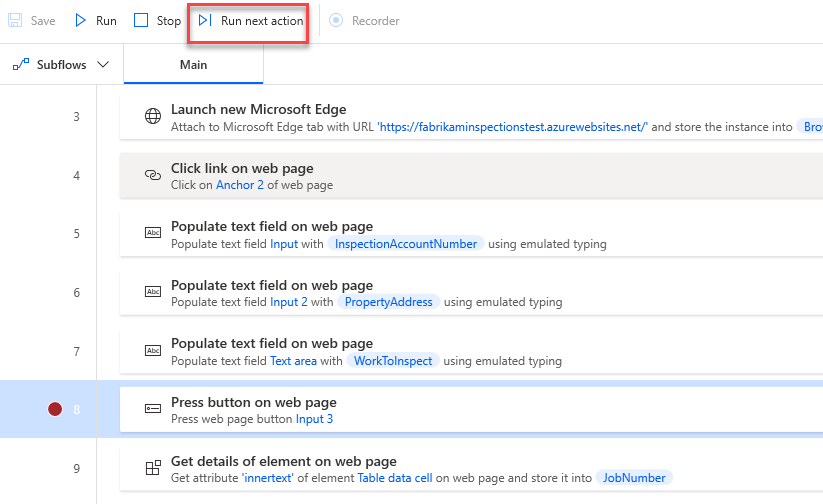 Save Run Stop Run next action Recorder
Subflows Main
3 Launch new Microsoft Edge
Attach to Microsoft Edge tab with URL 'https://fabrikaminspectionstest.azurewebsites.net/' and store the instance into Brow
4 Click link on web page
Click on Anchor 2 of web page
5 Populate text field on web page
Populate text field Input with InspectionAccountNumber using emulated typing
6 Populate text field on web page
Populate text field Input 2 with PropertyAddress using emulated typing
7 Populate text field on web page
Populate text field Text area with WorkToInspect using emulated typing
8 Press button on web page
Press web page button Input 3
9 Get details of element on web page
Get attribute 'innertext' of element Table data cell on web page and store it into JobNumber